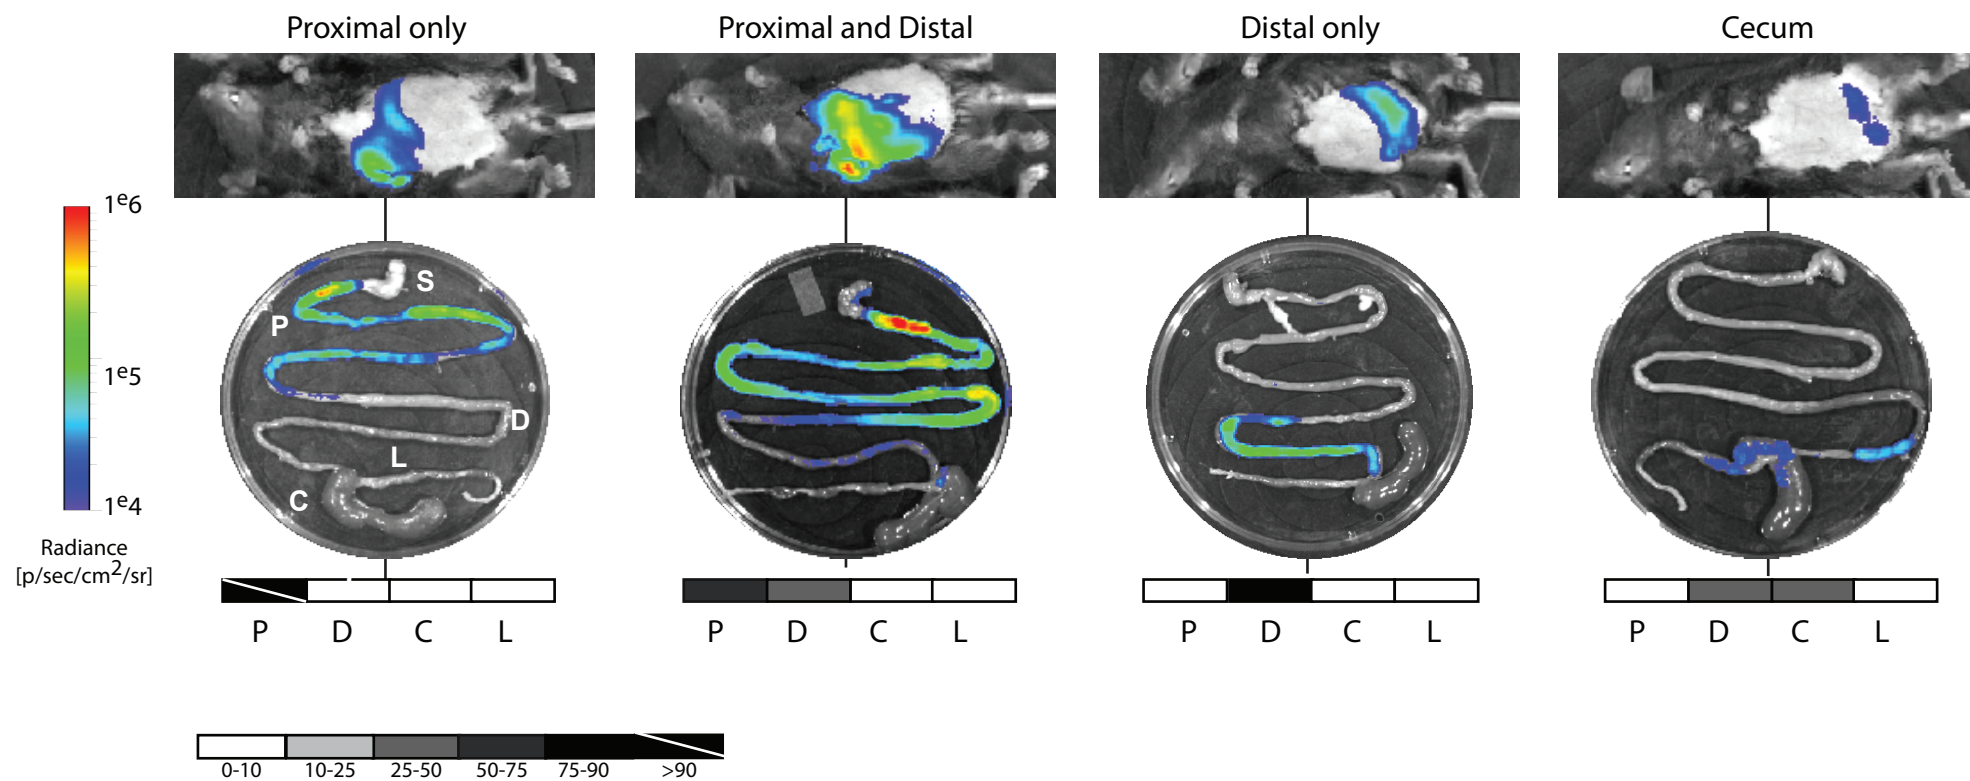 Proximal only
Proximal and Distal
Distal only
Cecum
1e6
1e5
1e4
Radiance
[p/sec/cm2/sr]
S
P
D
L
C
P D C L
P D C L
P D C L
P D C L
0-10 10-25 25-50 50-75 75-90 >90